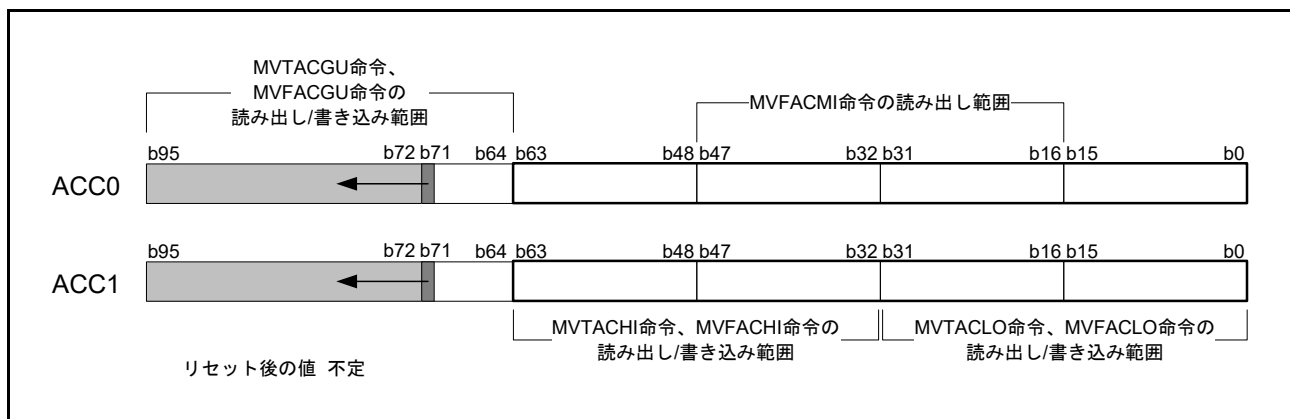 MVTACGU命令、
MVFACGU命令の
読み出し/書き込み範囲
MVFACMI命令の読み出し範囲
b95 b72 b71 b64 b63 b48 b47 b32 b31 b16 b15 b0
ACC0
b95 b72 b71 b64 b63 b48 b47 b32 b31 b16 b15 b0
ACC1
MVTACHI命令、MVFACHI命令の
読み出し/書き込み範囲
MVTACLO命令、MVFACLO命令の
読み出し/書き込み範囲
リセット後の値 不定